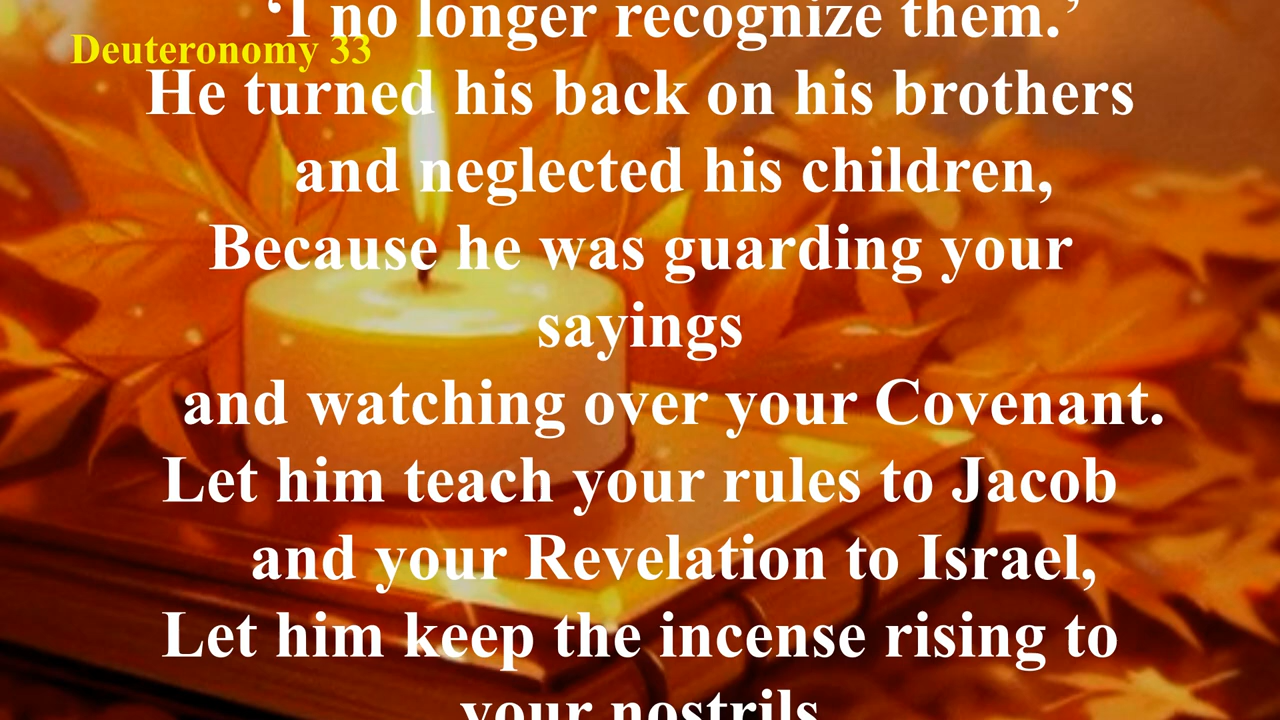 ‘I no longer recognize them.’
Deuteronomy 33
He turned his back on his brothers
and neglected his children,
Because he was guarding your
sayings
and watching over your Covenant.
Let him teach your rules to Jacob
and your Revelation to Israel,
Let him keep the incense rising to
your nostrils